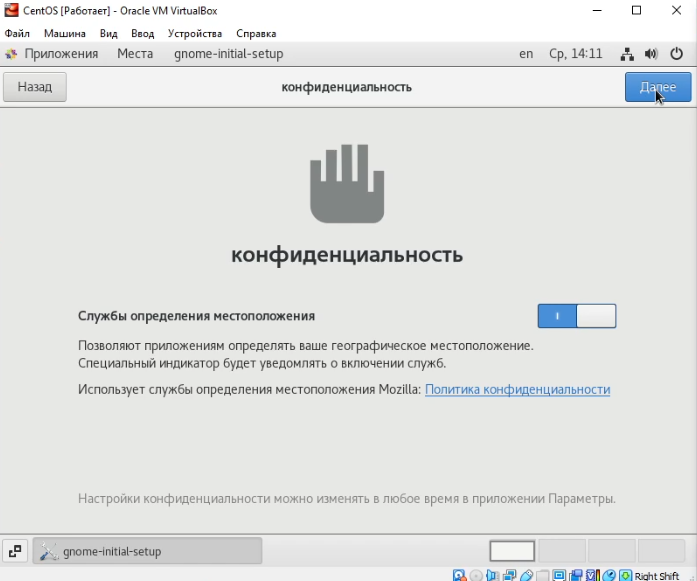 CentOS [Работает] - Oracle VM VirtualBox
Файл Машина Вид Ввод Устройства Справка
Приложения Места gnome-initial-setup en Ср, 14:11
Назад конфиденциальность Далее
конфиденциальность
Службы определения местоположения
Позволяют приложениям определять ваше географическое местоположение.
Специальный индикатор будет уведомлять о включении служб.
Использует службы определения местоположения Mozilla: Политика конфиденциальности
Настройки конфиденциальности можно изменять в любое время в приложении Параметры.
gnome-initial-setup
Right Shift